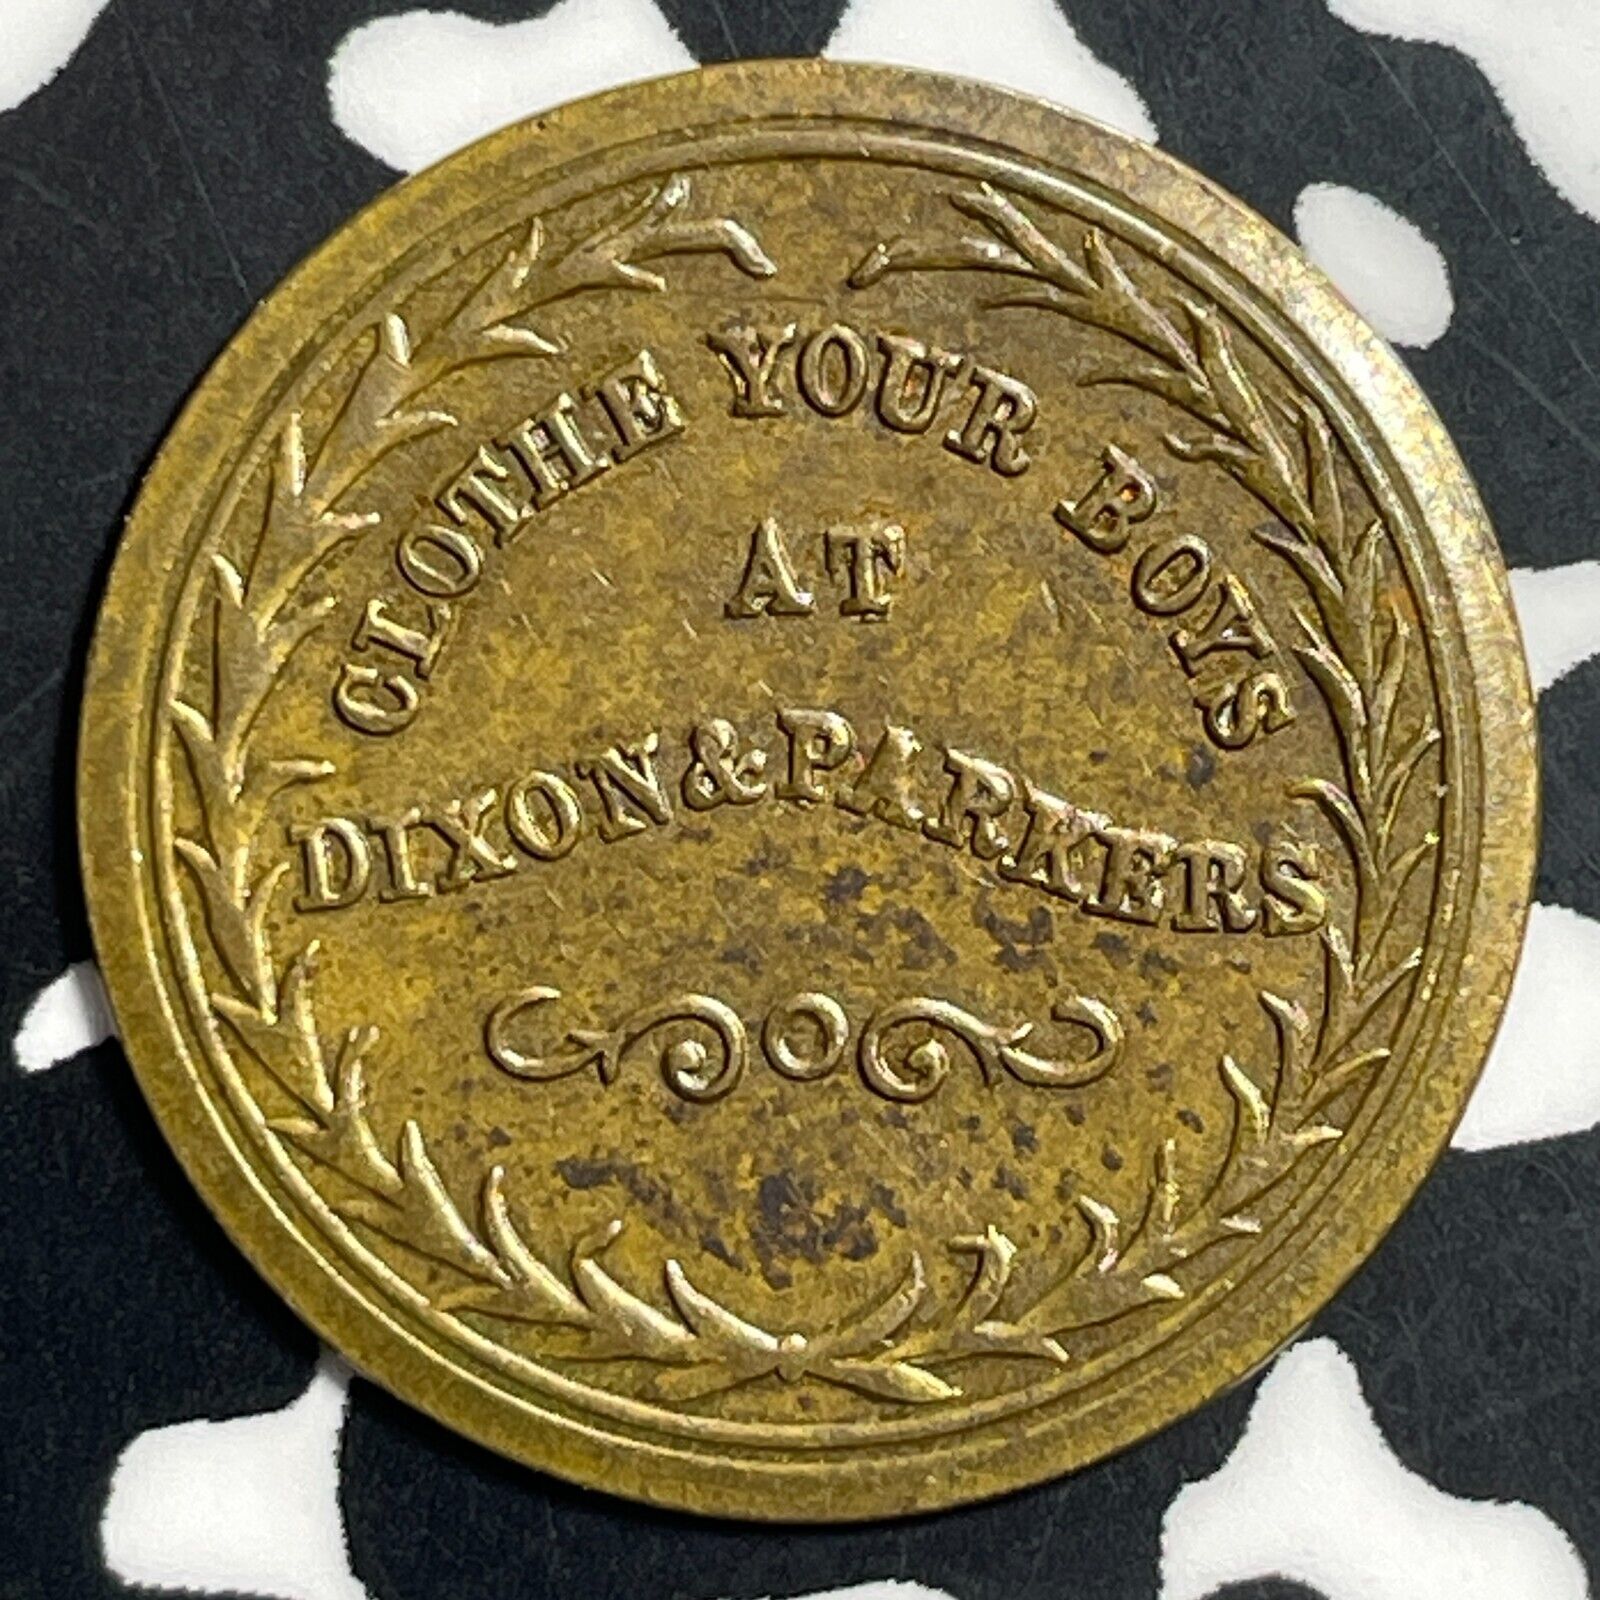 CLOTHE YOUR BOYS
AT
DIXON & PARKERS